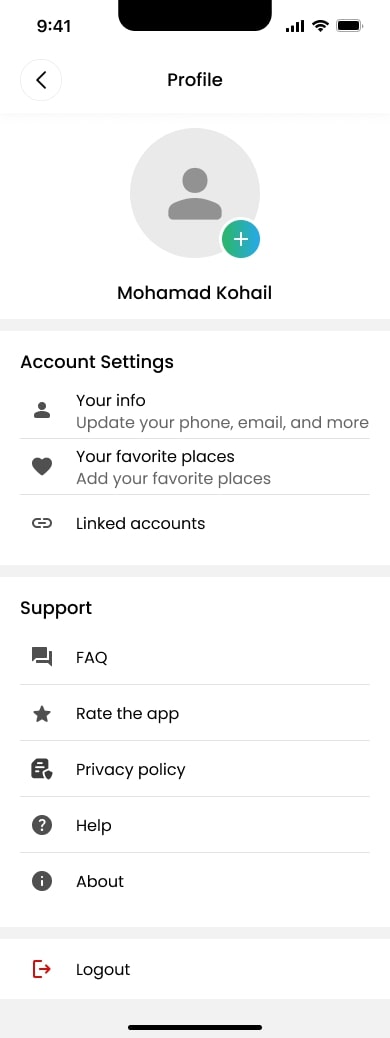 9:41
Profile
Mohamad Kohail
Account Settings
Your info
Update your phone, email, and more
Your favorite places
Add your favorite places
Linked accounts
Support
FAQ
Rate the app
Privacy policy
Help
About
Logout